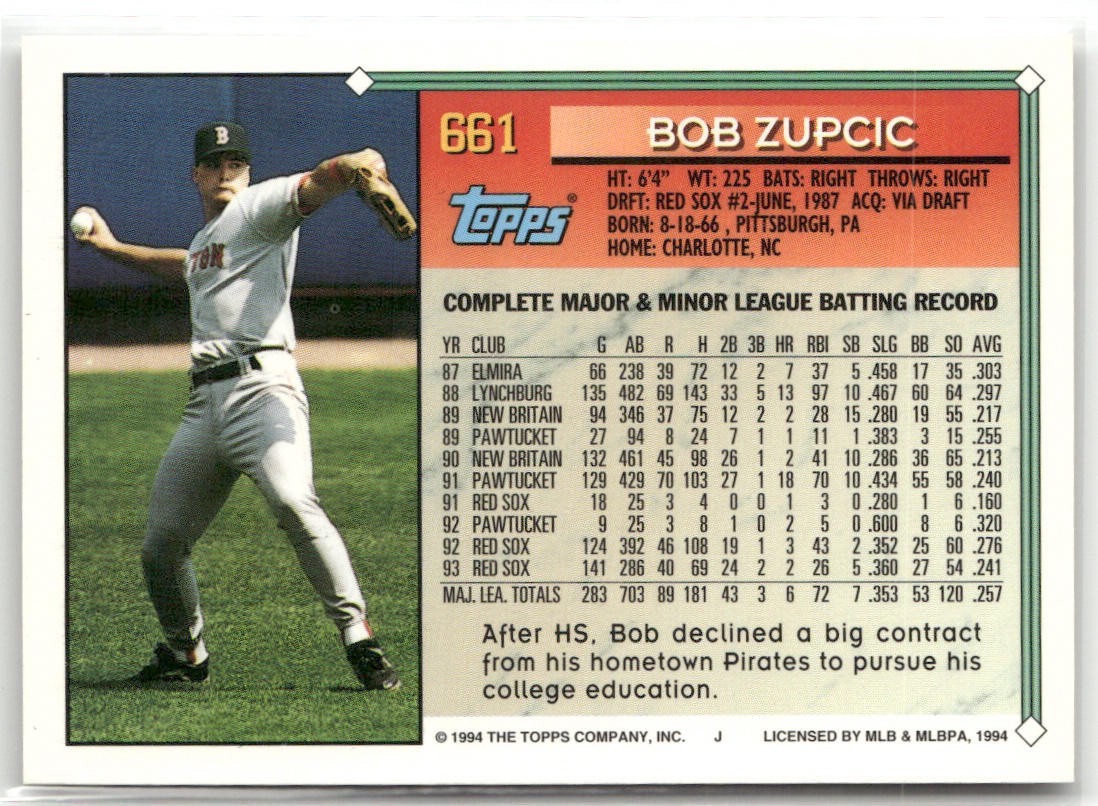 661
BOB ZUPCIC
HT: 6'4" WT: 225 BATS: RIGHT THROWS: RIGHT
DRFT: RED SOX #2-JUNE, 1987 ACQ: VIA DRAFT
BORN: 8-18-66 , PITTSBURGH, PA
HOME: CHARLOTTE, NC
TOPPS®
B
TON
COMPLETE MAJOR & MINOR LEAGUE BATTING RECORD
YR CLUB G AB R H 2B 3B HR RBI SB SLG BB SO AVG
87 ELMIRA 66 238 39 72 12 2 7 37 5 .458 17 35 .303
88 LYNCHBURG 135 482 69 143 33 5 13 97 10 .467 60 64 .297
89 NEW BRITAIN 94 346 37 75 12 2 2 28 15 .280 19 55 .217
89 PAWTUCKET 27 94 8 24 7 1 1 11 1 .383 3 15 .255
90 NEW BRITAIN 132 461 45 98 26 1 2 41 10 .286 36 65 .213
91 PAWTUCKET 129 429 70 103 27 1 18 70 10 .434 55 58 .240
91 RED SOX 18 25 3 4 0 0 1 3 0 .280 1 6 .160
92 PAWTUCKET 9 25 3 8 1 0 2 5 0 .600 8 6 .320
92 RED SOX 124 392 46 108 19 1 3 43 2 .352 25 60 .276
93 RED SOX 141 286 40 69 24 2 2 26 5 .360 27 54 .241
MAJ. LEA. TOTALS 283 703 89 181 43 3 6 72 7 .353 53 120 .257
After HS, Bob declined a big contract
from his hometown Pirates to pursue his
college education.
© 1994 THE TOPPS COMPANY, INC. J LICENSED BY MLB & MLBPA, 1994